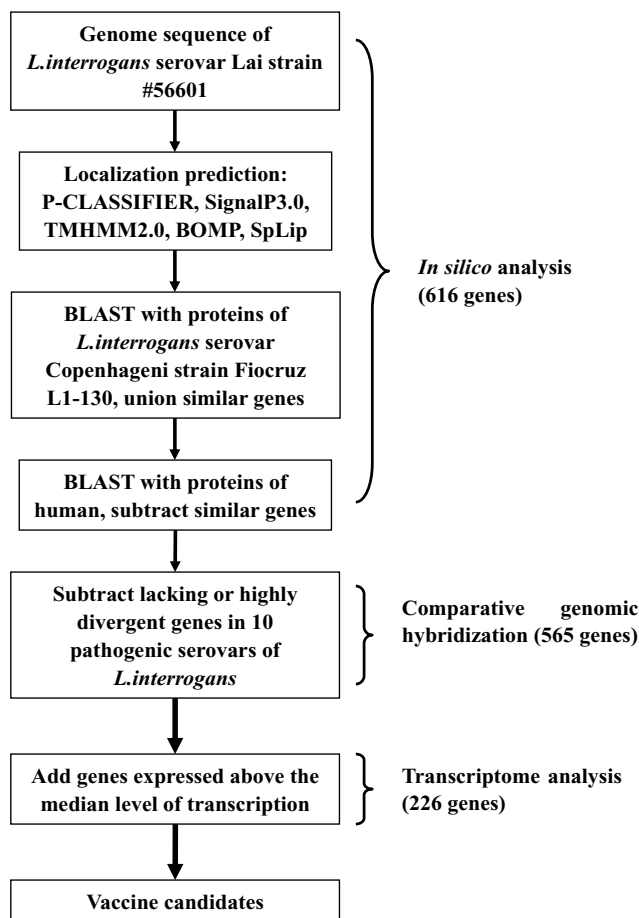 Genome sequence of
L.interrogans serovar Lai strain
#56601
Localization prediction:
P-CLASSIFIER, SignalP3.0,
TMHMM2.0, BOMP, SpLip
BLAST with proteins of
L.interrogans serovar
Copenhageni strain Fiocruz
L1-130, union similar genes
BLAST with proteins of
human, subtract similar genes
In silico analysis
(616 genes)
Subtract lacking or highly
divergent genes in 10
pathogenic serovars of
L.interrogans
Comparative genomic
hybridization (565 genes)
Add genes expressed above the
median level of transcription
Transcriptome analysis
(226 genes)
Vaccine candidates